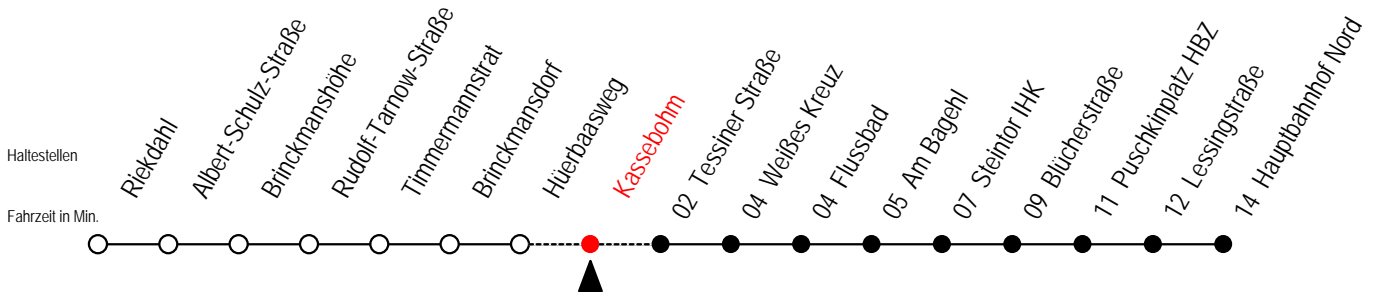 Haltestellen
Fahrzeit in Min.
Riekdahl
Albert-Schulz-Straße
Brinckmanshöhe
Rudolf-Tarnow-Straße
Timmermannstrat
Brinckmansdorf
Hüerbaasweg
Kassebohm
02 Tessiner Straße
04 Weißes Kreuz
04 Flussbad
05 Am Bagehl
07 Steintor IHK
09 Blücherstraße
11 Puschkinplatz HBZ
12 Lessingstraße
14 Hauptbahnhof Nord